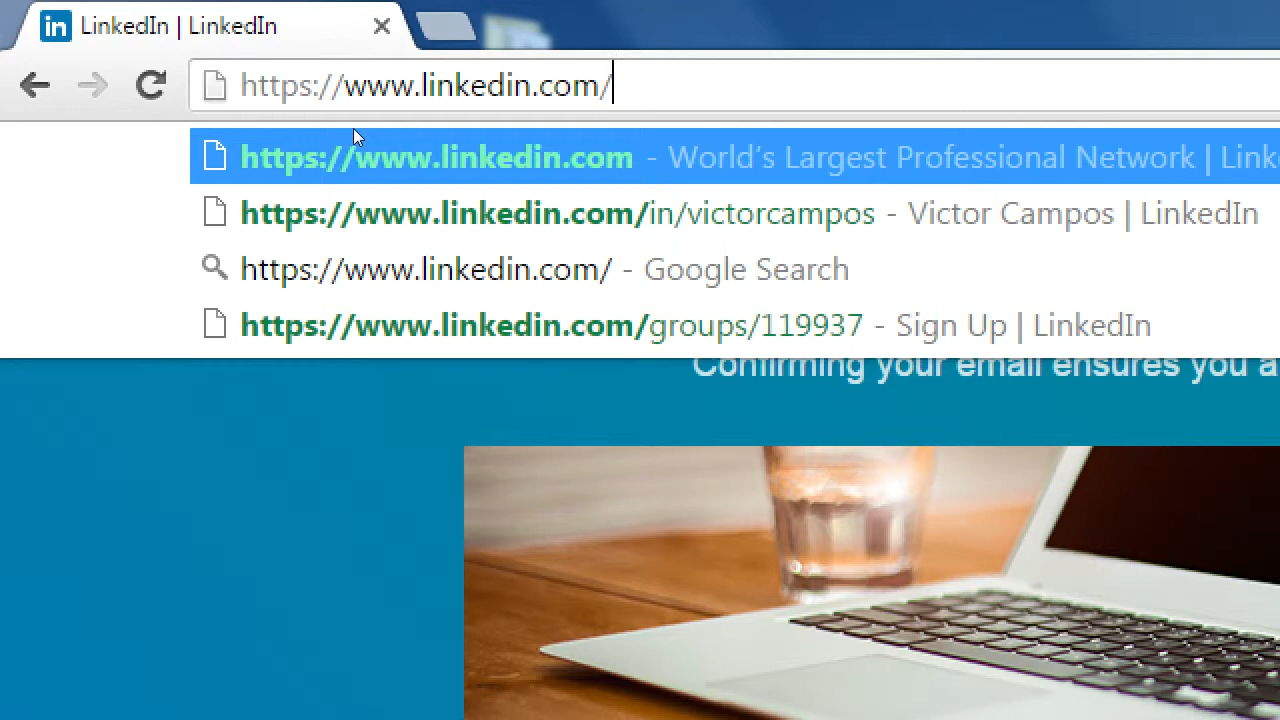 in LinkedIn | LinkedIn
https://www.linkedin.com/
https://www.linkedin.com - World's Largest Professional Network | Link
https://www.linkedin.com/in/victorcampos - Victor Campos | LinkedIn
https://www.linkedin.com/ - Google Search
https://www.linkedin.com/groups/119937 - Sign Up | LinkedIn
Confirming your email ensures you a